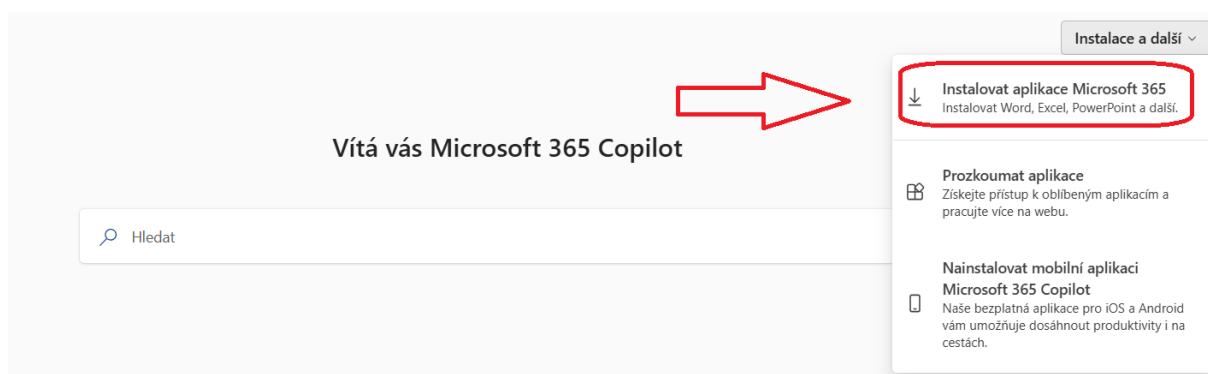 Instalace a další
Instalovat aplikace Microsoft 365
Instalovat Word, Excel, PowerPoint a další.
Vítá vás Microsoft 365 Copilot
Hledat
Prozkoumat aplikace
Získejte přístup k oblíbeným aplikacím a
pracujte více na webu.
Nainstalovat mobilní aplikaci
Microsoft 365 Copilot
Naše bezplatná aplikace pro iOS a Android
vám umožňuje dosáhnout produktivity i na
cestách.